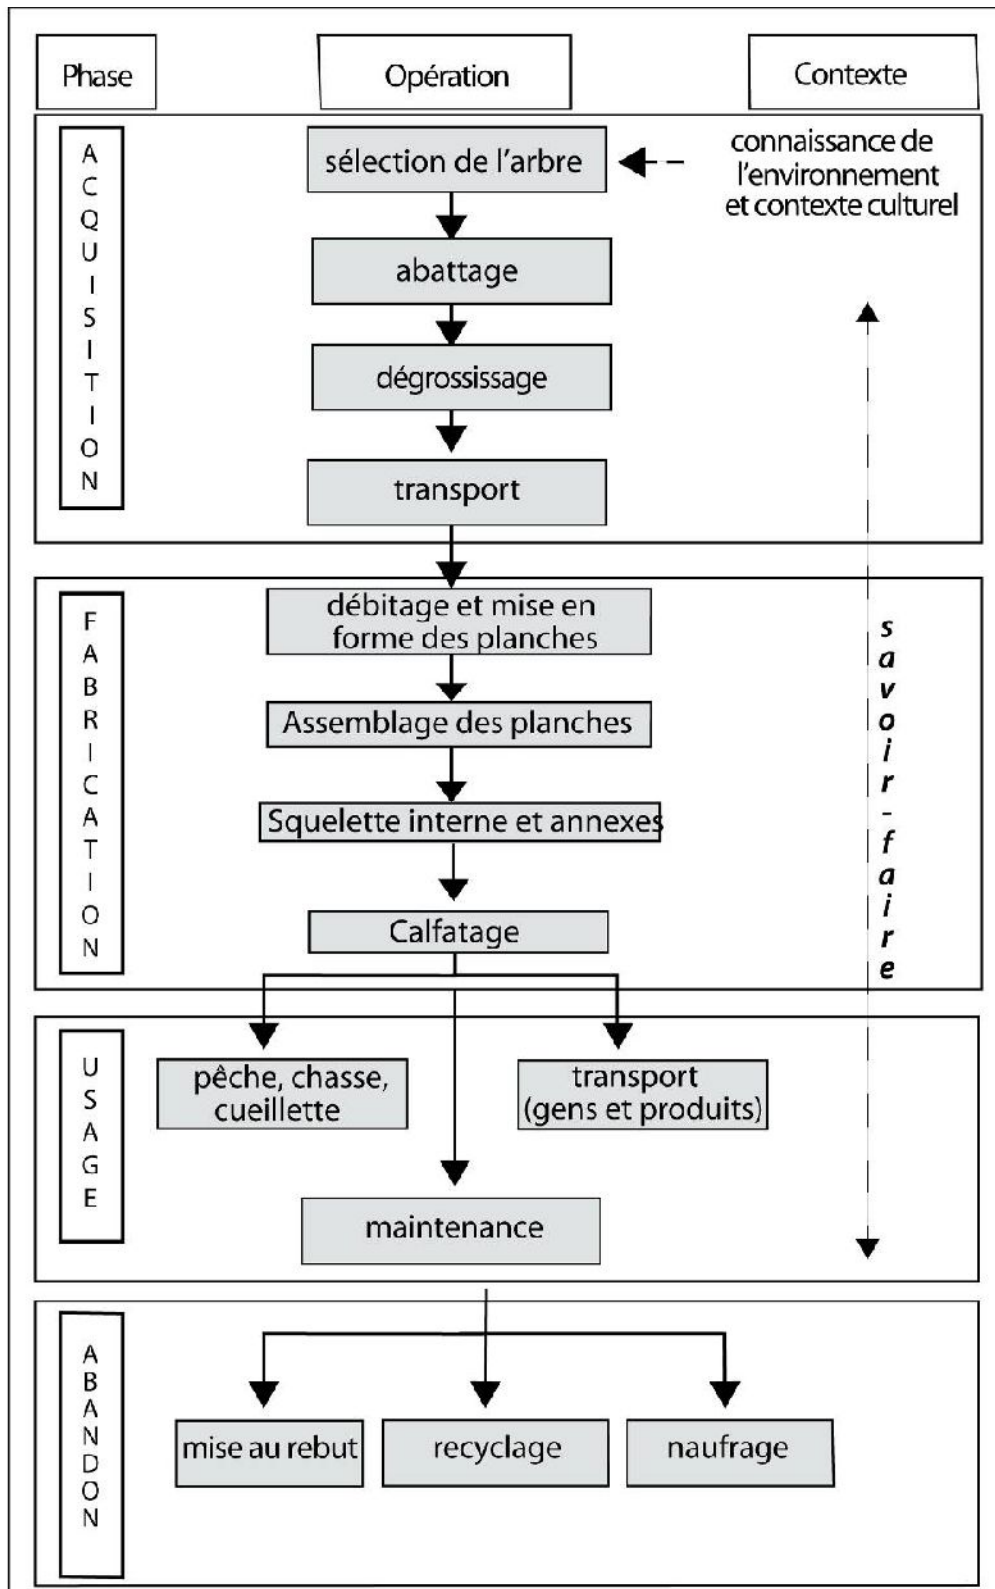 Phase
Opération
Contexte
ACQUISITION
sélection de l'arbre
connaissance de
l'environnement
et contexte culturel
abattage
dégrossissage
transport
FABRICATION
débitage et mise en
forme des planches
Assemblage des planches
Squelette interne et annexes
Calfatage
savoir-faire
USAGE
pêche, chasse,
cueillette
transport
(gens et produits)
maintenance
ABANDON
mise au rebut
recyclage
naufrage